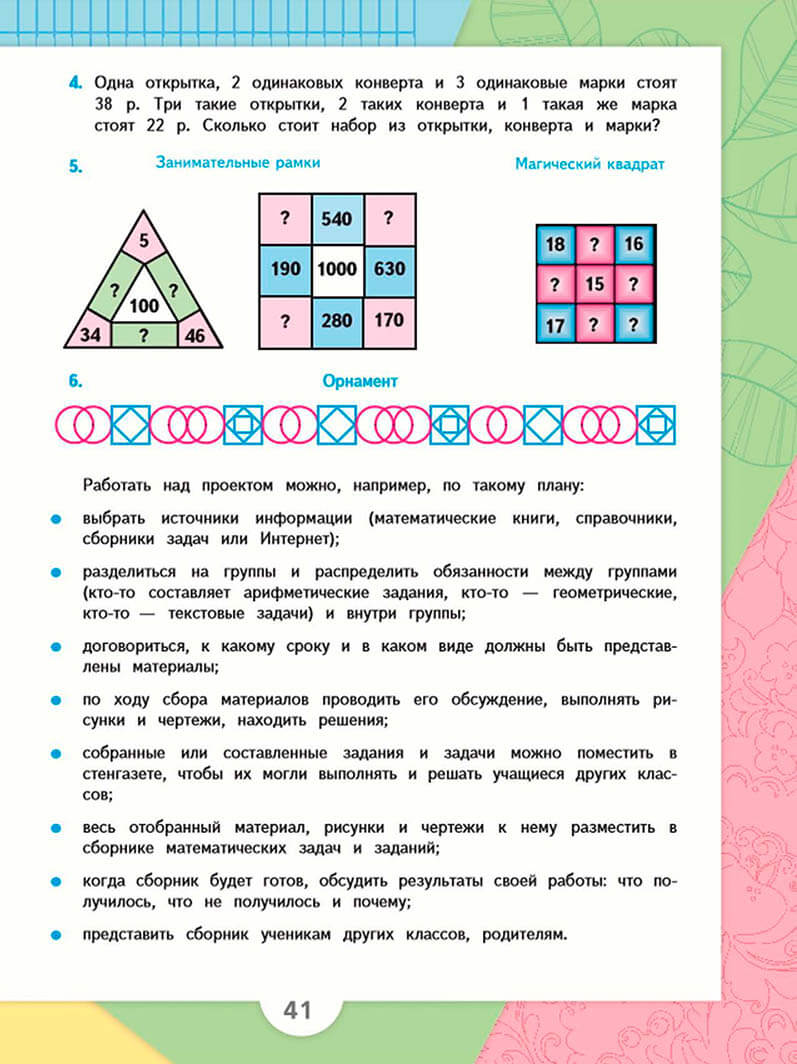 4. Одна открытка, 2 одинаковых конверта и 3 одинаковые марки стоят
38 р. Три такие открытки, 2 таких конверта и 1 такая же марка
стоят 22 р. Сколько стоит набор из открытки, конверта и марки?
5. Занимательные рамки Магический квадрат
5
? ?
100
34 ? 46
? 540 ?
190 1000 630
? 280 170
18 ? 16
? 15 ?
17 ? ?
6. Орнамент
Работать над проектом можно, например, по такому плану:
• выбрать источники информации (математические книги, справочники,
сборники задач или Интернет);
• разделиться на группы и распределить обязанности между группами
(кто-то составляет арифметические задания, кто-то — геометрические,
кто-то — текстовые задачи) и внутри группы;
• договориться, к какому сроку и в каком виде должны быть представ-
лены материалы;
• по ходу сбора материалов проводить его обсуждение, выполнять ри-
сунки и чертежи, находить решения;
• собранные или составленные задания и задачи можно поместить в
стенгазете, чтобы их могли выполнять и решать учащиеся других клас-
сов;
• весь отобранный материал, рисунки и чертежи к нему разместить в
сборнике математических задач и заданий;
• когда сборник будет готов, обсудить результаты своей работы: что по-
лучилось, что не получилось и почему;
• представить сборник ученикам других классов, родителям.
41